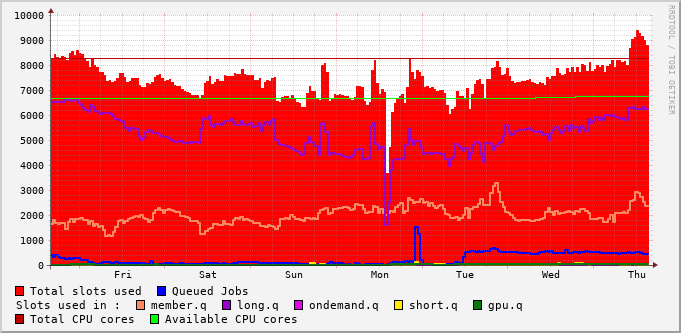 10000
9000
8000
7000
6000
5000
4000
3000
2000
1000
0
Fri Sat Sun Mon Tue Wed Thu
RRDTOOL / TOBI OETIKER
Total slots used Queued Jobs
Slots used in : member.q long.q ondemand.q short.q gpu.q
Total CPU cores Available CPU cores